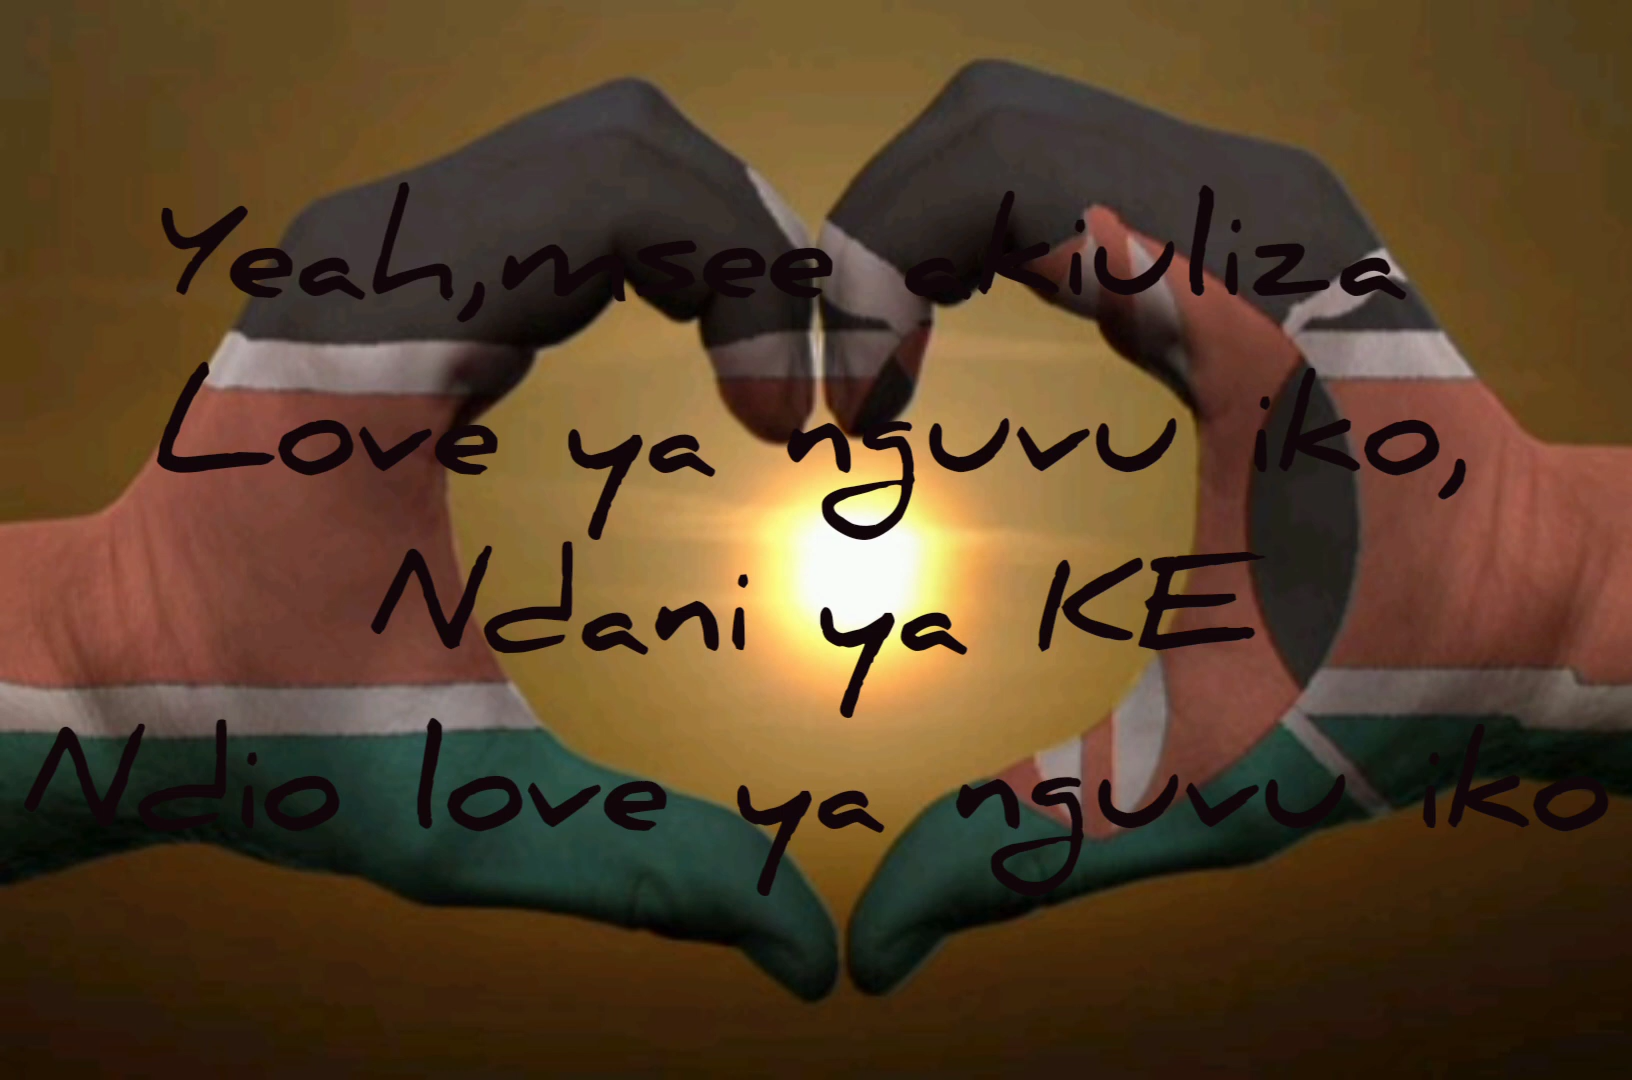 Yeah,msee akiuliza
Love ya nguvu iko,
Ndani ya KE
Ndio love ya nguvu iko